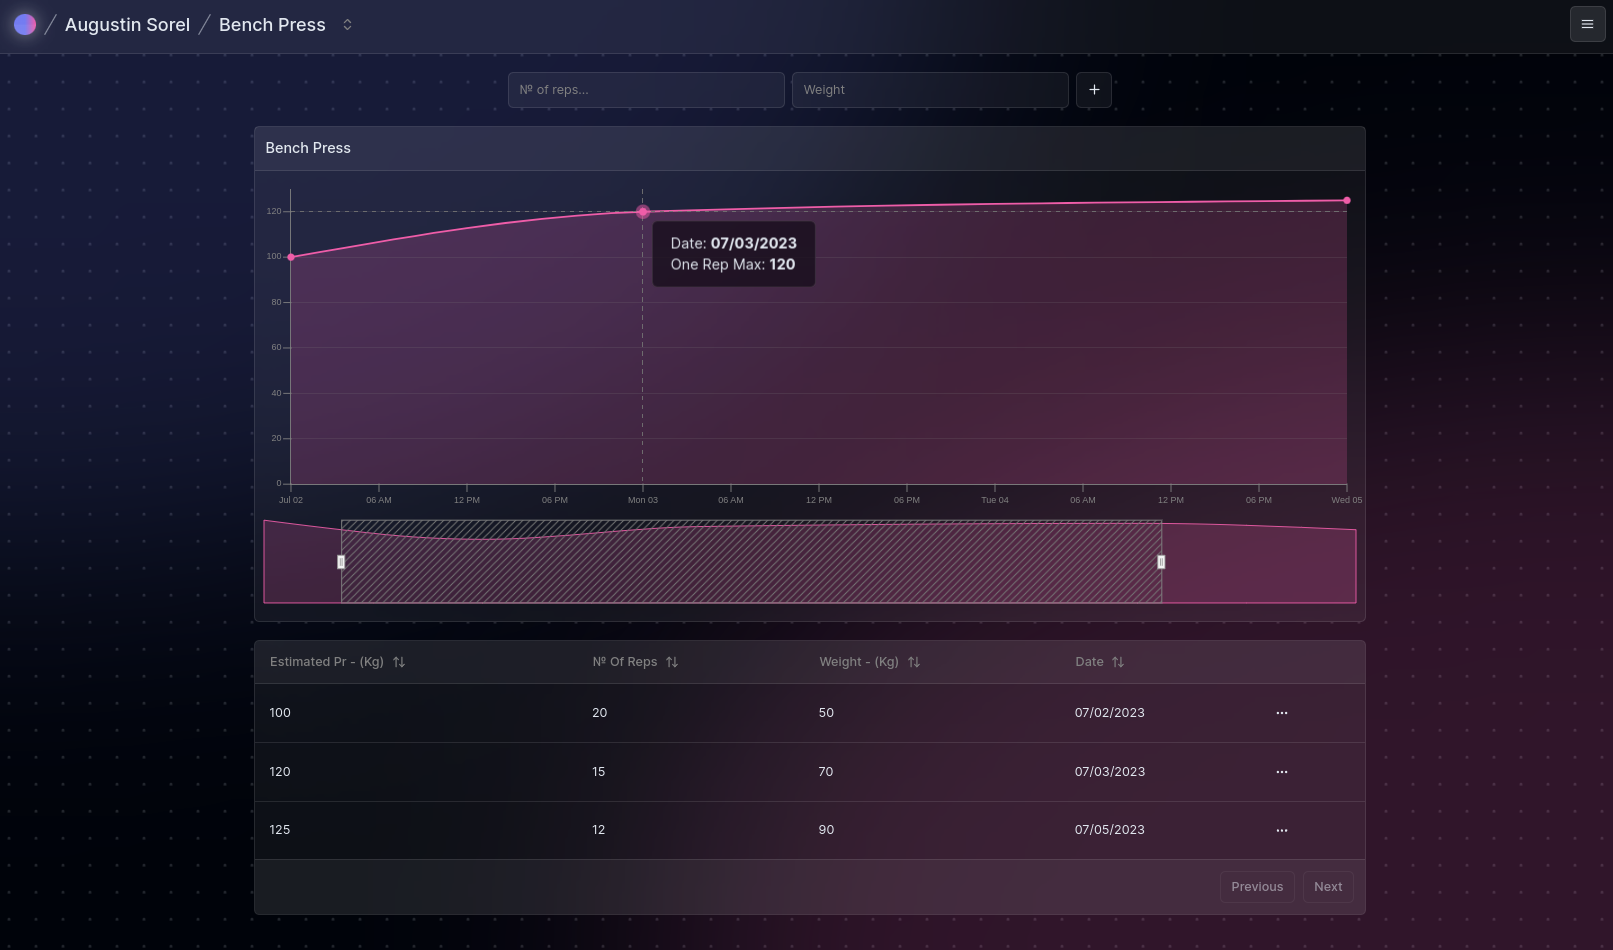 Augustin Sorel / Bench Press
№ of reps... Weight
Bench Press
120
100
80
60
40
20
0
Date: 07/03/2023
One Rep Max: 120
Jul 02 06 AM 12 PM 06 PM Mon 03 06 AM 12 PM 06 PM Tue 04 06 AM 12 PM 06 PM Wed 05
Estimated Pr - (Kg) № Of Reps Weight - (Kg) Date
100 20 50 07/02/2023
120 15 70 07/03/2023
125 12 90 07/05/2023
Previous Next